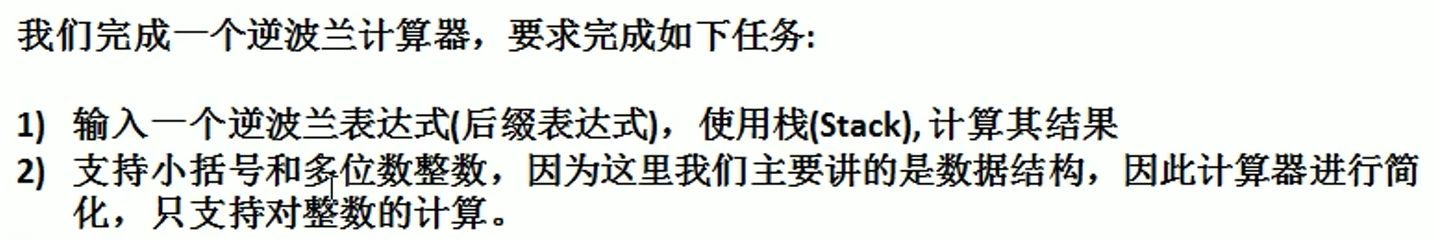 我们完成一个逆波兰计算器，要求完成如下任务:
1) 输入一个逆波兰表达式(后缀表达式)，使用栈(Stack), 计算其结果
2) 支持小括号和多位数整数，因为这里我们主要讲的是数据结构，因此计算器进行简
化，只支持对整数的计算。